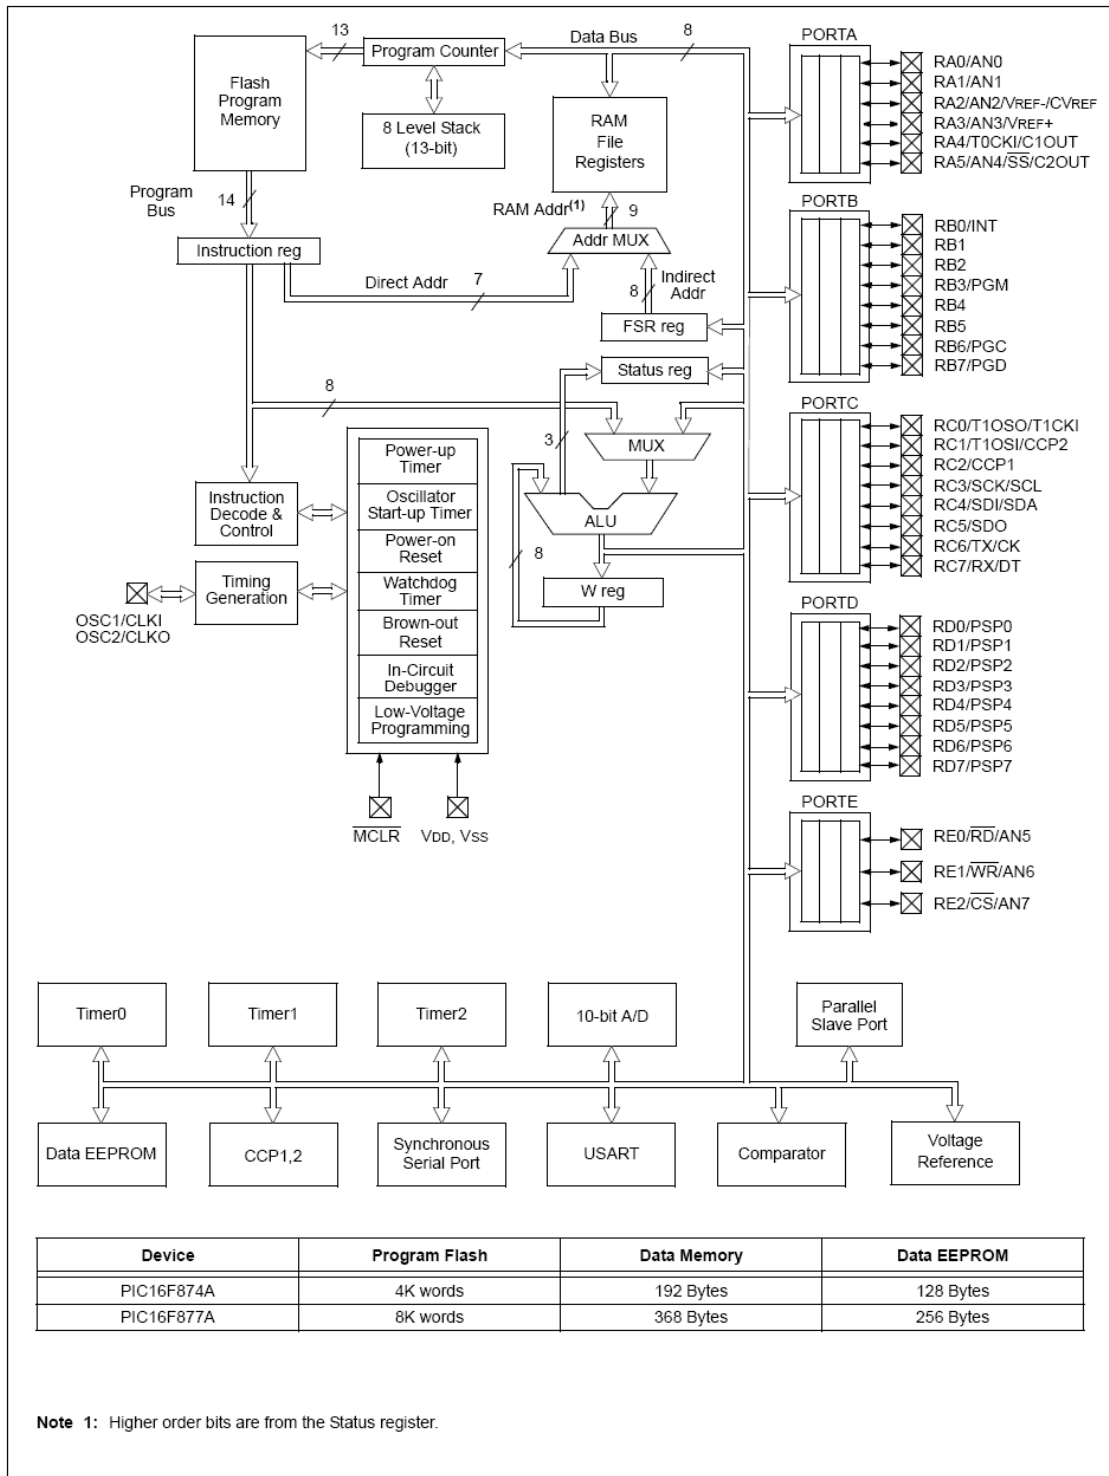 13
Data Bus
8
PORTA
Program Counter
Flash
Program
Memory
8 Level Stack
(13-bit)
RAM
File
Registers
RA0/AN0
RA1/AN1
RA2/AN2/VREF-/CVREF
RA3/AN3/VREF+
RA4/T0CKI/C1OUT
RA5/AN4/SS/C2OUT
Program
Bus
14
RAM Addr(1)
9
PORTB
Addr MUX
Instruction reg
Direct Addr
7
8
Indirect
Addr
FSR reg
Status reg
RB0/INT
RB1
RB2
RB3/PGM
RB4
RB5
RB6/PGC
RB7/PGD
8
PORTC
3
MUX
ALU
8
W reg
RC0/T1OSO/T1CKI
RC1/T1OSI/CCP2
RC2/CCP1
RC3/SCK/SCL
RC4/SDI/SDA
RC5/SDO
RC6/TX/CK
RC7/RX/DT
Power-up
Timer
Oscillator
Start-up Timer
Power-on
Reset
Watchdog
Timer
Brown-out
Reset
In-Circuit
Debugger
Low-Voltage
Programming
Instruction
Decode &
Control
Timing
Generation
OSC1/CLKI
OSC2/CLKO
MCLR
VDD, VSS
PORTD
RD0/PSP0
RD1/PSP1
RD2/PSP2
RD3/PSP3
RD4/PSP4
RD5/PSP5
RD6/PSP6
RD7/PSP7
PORTE
RE0/RD/AN5
RE1/WR/AN6
RE2/CS/AN7
Timer0
Timer1
Timer2
10-bit A/D
Parallel
Slave Port
Data EEPROM
CCP1,2
Synchronous
Serial Port
USART
Comparator
Voltage
Reference
Device Program Flash Data Memory Data EEPROM
PIC16F874A 4K words 192 Bytes 128 Bytes
PIC16F877A 8K words 368 Bytes 256 Bytes
Note 1: Higher order bits are from the Status register.